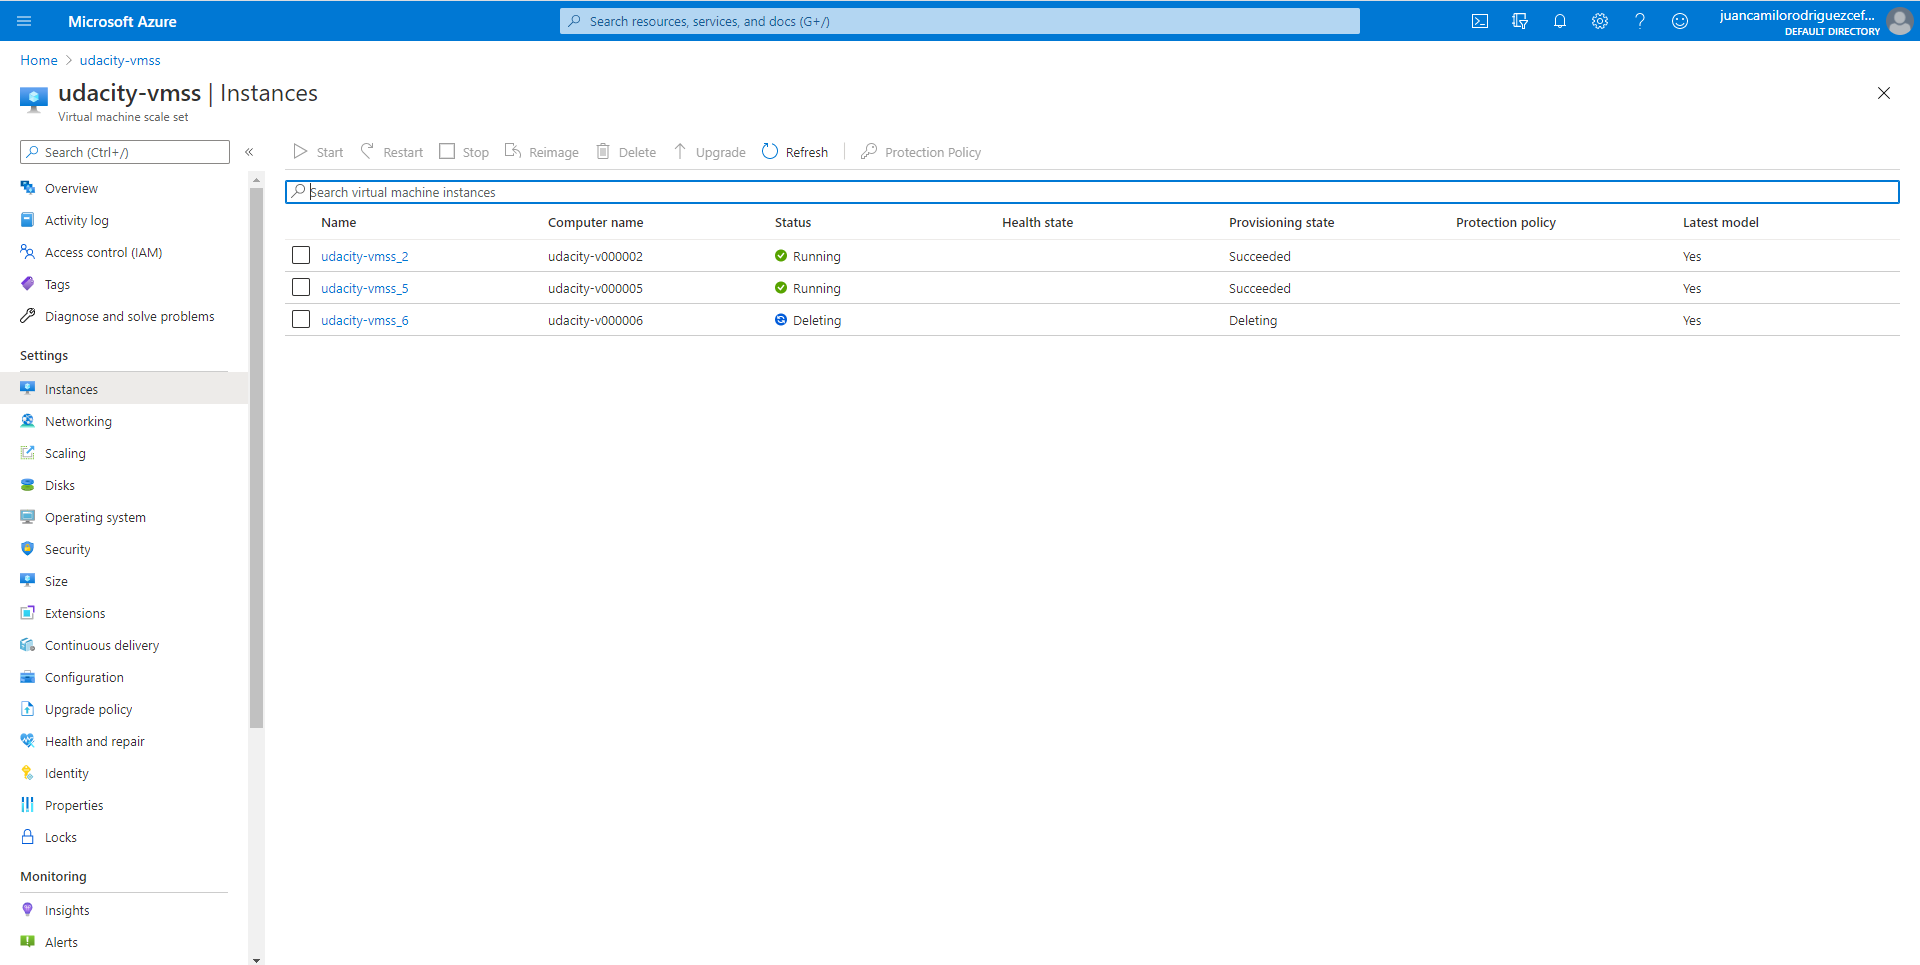 Microsoft Azure
Search resources, services, and docs (G+/)
juancamilorodriguezcef...
DEFAULT DIRECTORY
Home > udacity-vmss
udacity-vmss | Instances
Virtual machine scale set
Search (Ctrl+/)
«
Start Restart Stop Reimage Delete Upgrade Refresh Protection Policy
Search virtual machine instances
Name Computer name Status Health state Provisioning state Protection policy Latest model
udacity-vmss_2 udacity-v000002 Running Succeeded Yes
udacity-vmss_5 udacity-v000005 Running Succeeded Yes
udacity-vmss_6 udacity-v000006 Deleting Deleting Yes
Overview
Activity log
Access control (IAM)
Tags
Diagnose and solve problems
Settings
Instances
Networking
Scaling
Disks
Operating system
Security
Size
Extensions
Continuous delivery
Configuration
Upgrade policy
Health and repair
Identity
Properties
Locks
Monitoring
Insights
Alerts